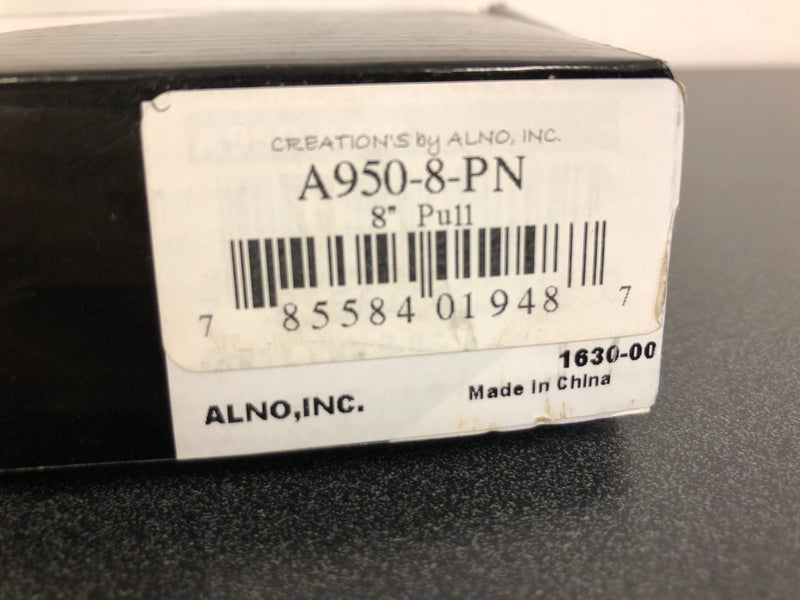 CREATION'S by ALNO, INC.
A950-8-PN
8" Pull
7 85584 01948 7
1630-00
Made In China
ALNO,INC.